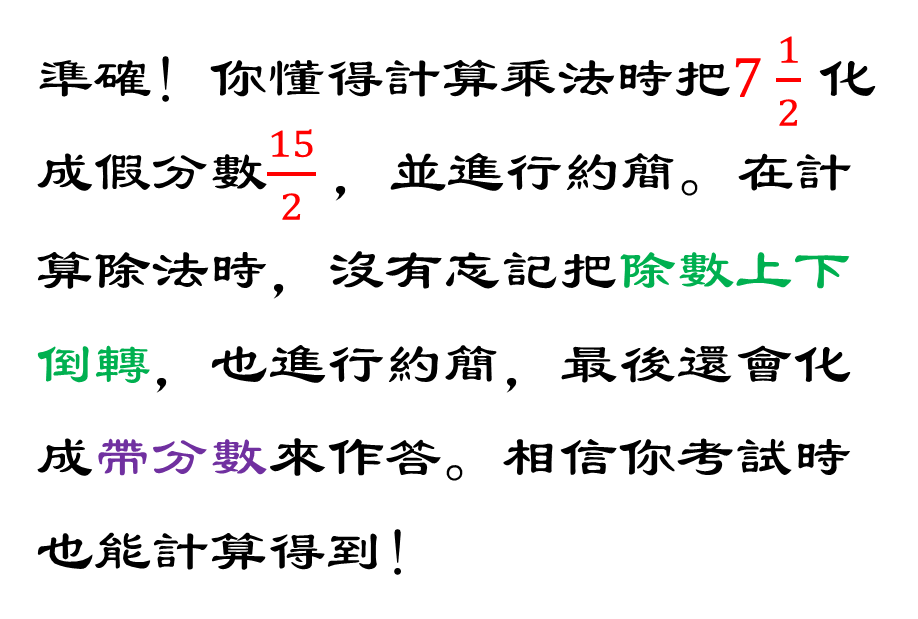 準確！你懂得計算乘法時把7 1/2 化
成假分數15/2，並進行約簡。在計
算除法時，沒有忘記把除數上下
倒轉，也進行約簡，最後還會化
成帶分數來作答。相信你考試時
也能計算得到！